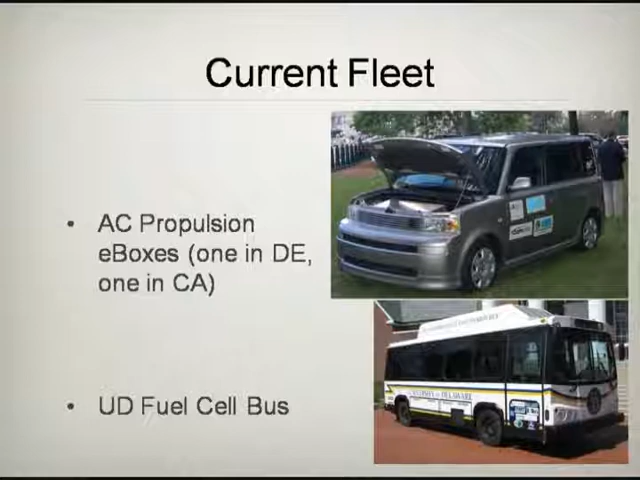 Current Fleet
• AC Propulsion
eBoxes (one in DE,
one in CA)
• UD Fuel Cell Bus